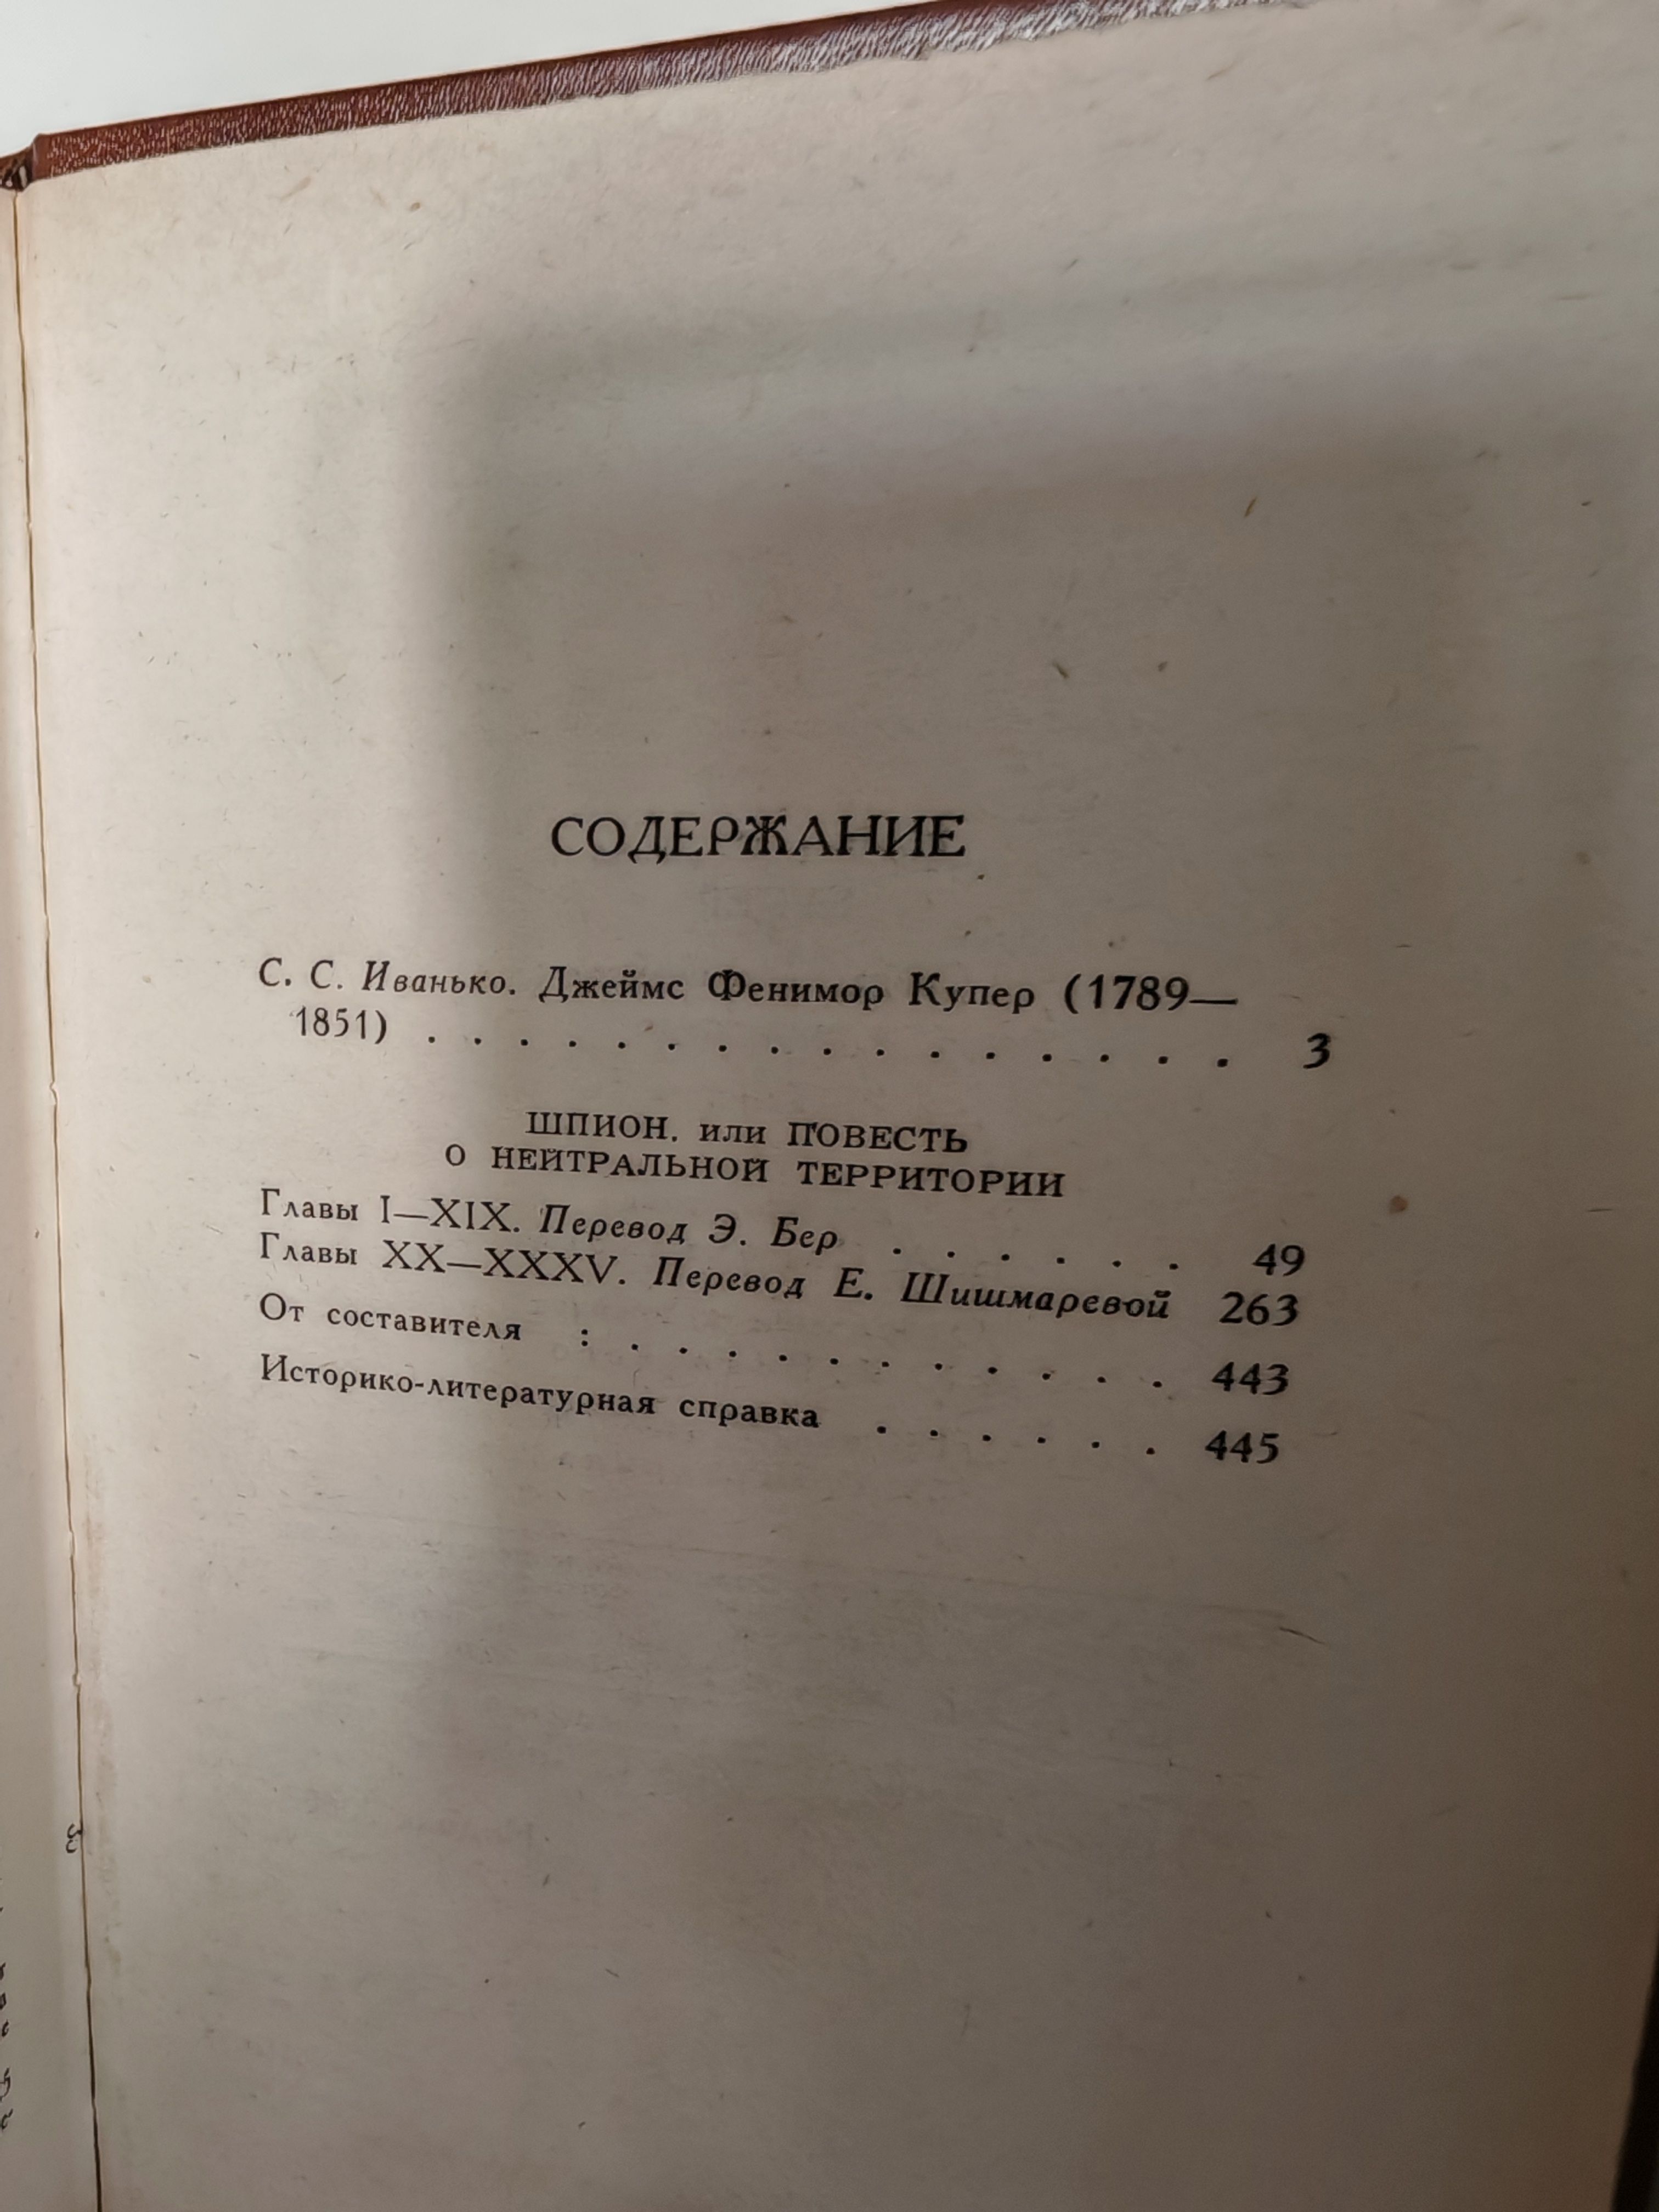 СОДЕРЖАНИЕ
С. С. Иванько. Джеймс Фенимор Купер (1789—
1851) . . . . . . . . . . . . . . . . 3
ШПИОН, или ПОВЕСТЬ
О НЕЙТРАЛЬНОЙ ТЕРРИТОРИИ
Главы I—XIX. Перевод Э. Бер . . . . . . 49
Главы XX—XXXV. Перевод Е. Шишмаревой 263
От составителя : . . . . . . . . . . . 443
Историко-литературная справка . . . . . . 445